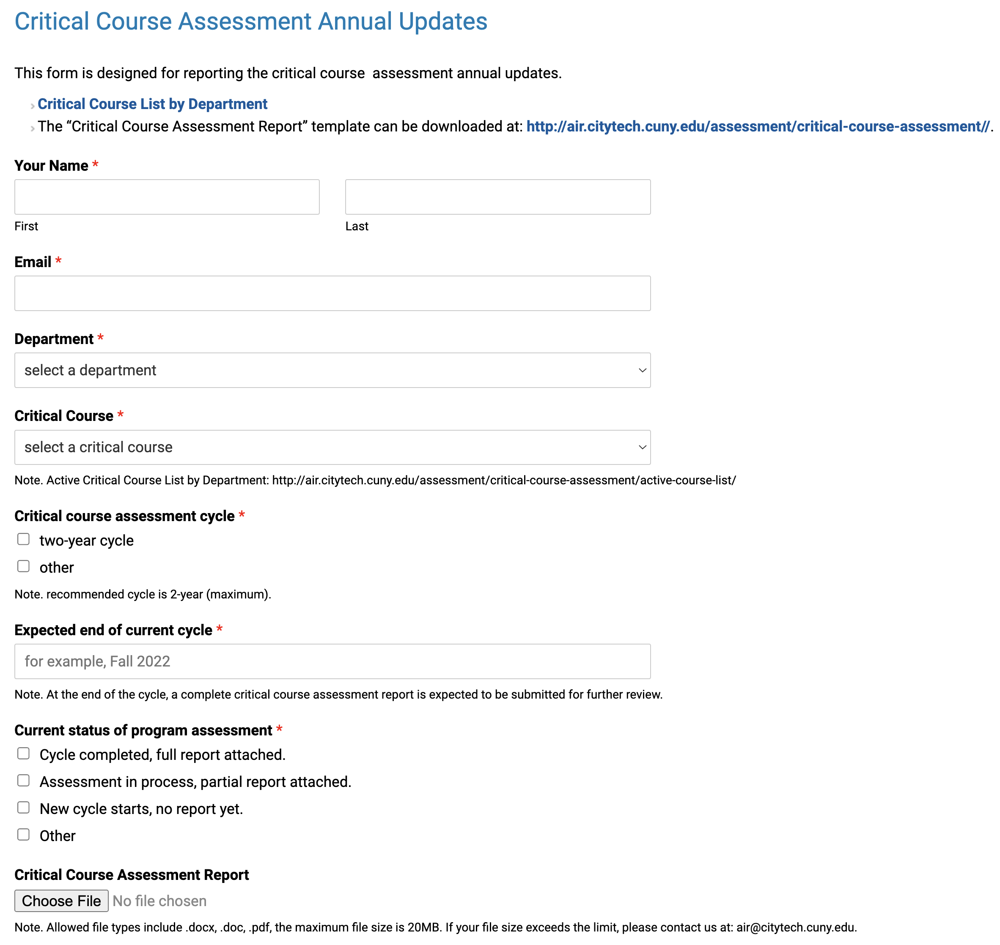 Critical Course Assessment Annual Updates
This form is designed for reporting the critical course  assessment annual updates.
Critical Course List by Department
The “Critical Course Assessment Report” template can be downloaded at: http://air.citytech.cuny.edu/assessment/critical-course-assessment//.
Your Name *
First
Last
Email *
Department *
select a department
Critical Course *
select a critical course
Note. Active Critical Course List by Department: http://air.citytech.cuny.edu/assessment/critical-course-assessment/active-course-list/
Critical course assessment cycle *
two-year cycle
other
Note. recommended cycle is 2-year (maximum).
Expected end of current cycle *
for example, Fall 2022
Note. At the end of the cycle, a complete critical course assessment report is expected to be submitted for further review.
Current status of program assessment *
Cycle completed, full report attached.
Assessment in process, partial report attached.
New cycle starts, no report yet.
Other
Critical Course Assessment Report
Choose File No file chosen
Note. Allowed file types include .docx, .doc, .pdf, the maximum file size is 20MB. If your file size exceeds the limit, please contact us at: air@citytech.cuny.edu.